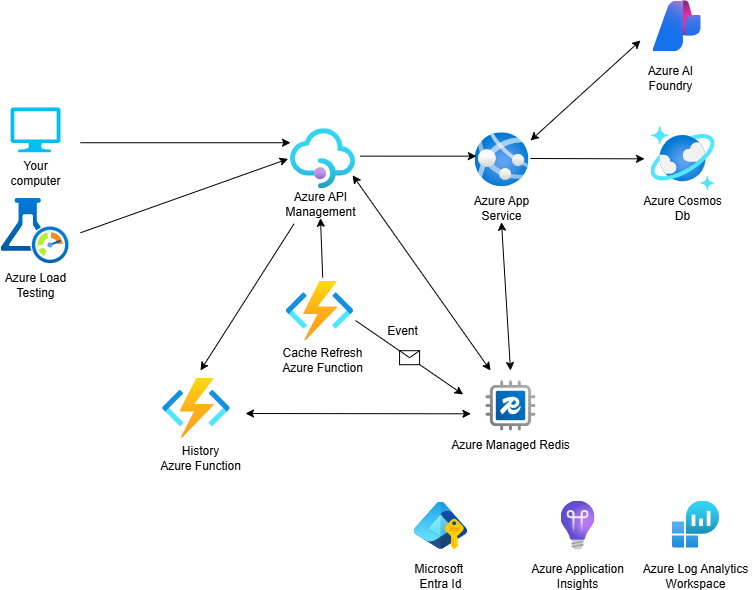 Azure AI
Foundry
Your
computer
Azure API
Management
Azure App
Service
Azure Cosmos
Db
Azure Load
Testing
Event
Cache Refresh
Azure Function
History
Azure Function
Azure Managed Redis
Microsoft
Entra Id
Azure Application
Insights
Azure Log Analytics
Workspace